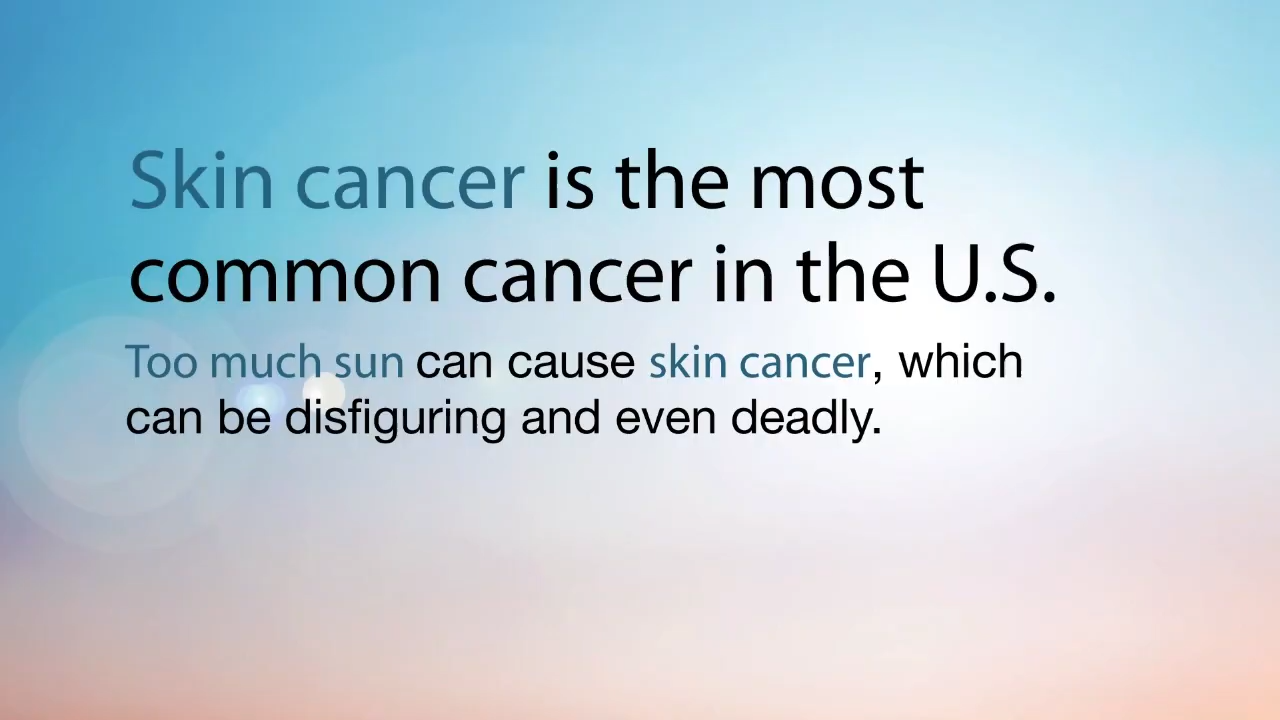 Skin cancer is the most
common cancer in the U.S.
Too much sun can cause skin cancer, which
can be disfiguring and even deadly.